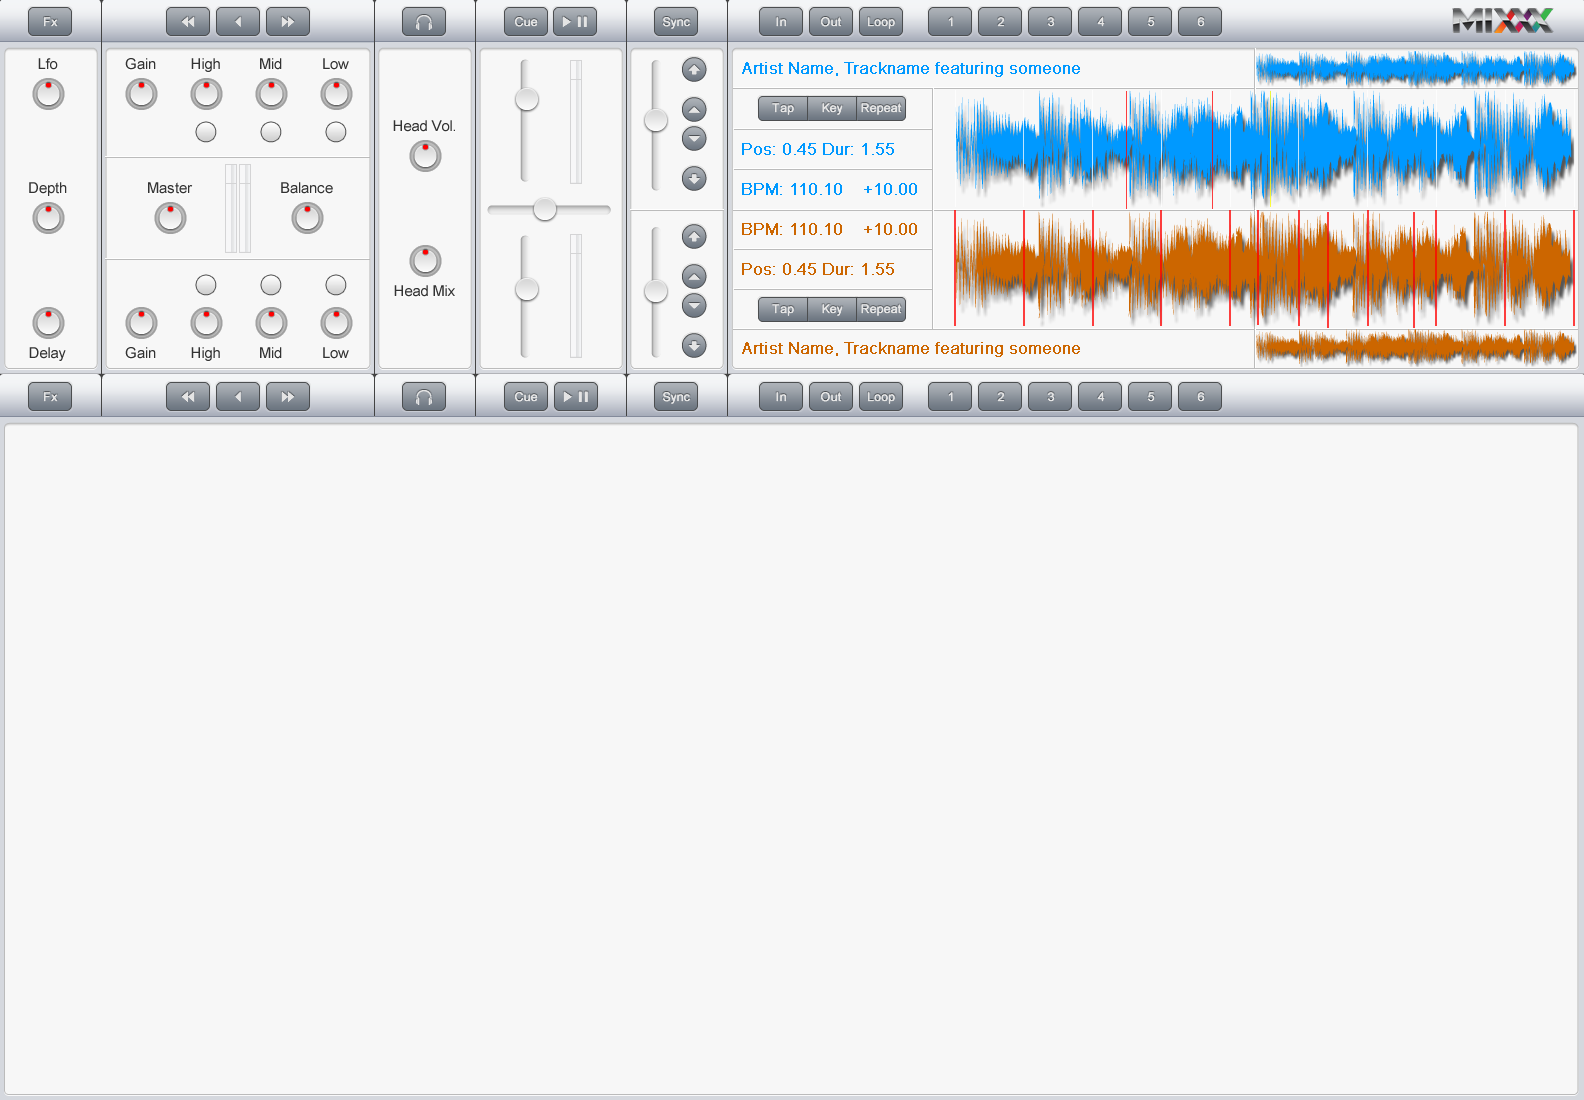 Fx Cue Sync In Out Loop 1 2 3 4 5 6 MIXXX
Lfo Gain High Mid Low
Artist Name, Trackname featuring someone
Tap Key Repeat
Head Vol.
Pos: 0.45 Dur: 1.55
Depth Master Balance
BPM: 110.10 +10.00
BPM: 110.10 +10.00
Pos: 0.45 Dur: 1.55
Head Mix
Tap Key Repeat
Delay Gain High Mid Low
Artist Name, Trackname featuring someone
Fx Cue Sync In Out Loop 1 2 3 4 5 6